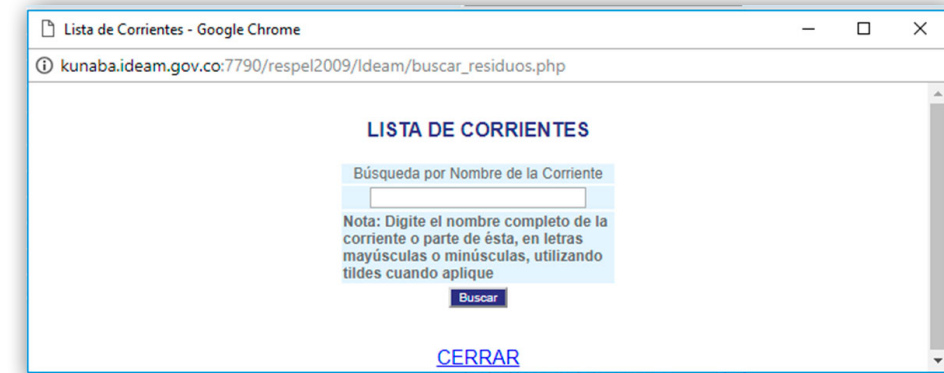 Lista de Corrientes - Google Chrome
kunaba.ideam.gov.co:7790/respel2009/Ideam/buscar_residuos.php
LISTA DE CORRIENTES
Búsqueda por Nombre de la Corriente
Nota: Digite el nombre completo de la
corriente o parte de ésta, en letras
mayúsculas o minúsculas, utilizando
tildes cuando aplique
Buscar
CERRAR